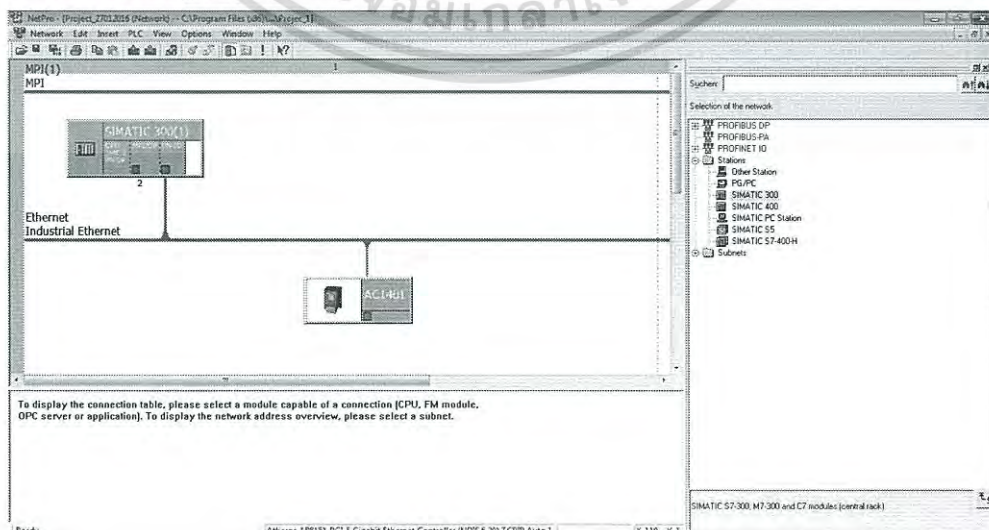 NetPro - [Project_27012016 (Network) -- C:\Program Files (x86)\...\Projec_1]
Network Edit Insert PLC View Options Window Help
MPI(1)
MPI
SIMATIC 300(1)
2
Ethernet
Industrial Ethernet
AC1401
To display the connection table, please select a module capable of a connection (CPU, FM module,
OPC server or application). To display the network address overview, please select a subnet.
Ready
Suchen:
Selection of the network
PROFIBUS DP
PROFIBUS-PA
PROFINET IO
Stations
Other Station
PG/PC
SIMATIC 300
SIMATIC 400
SIMATIC PC Station
SIMATIC S5
SIMATIC S7-400-H
Subnets
SIMATIC S7-300, M7-300 and C7 modules (central rack)